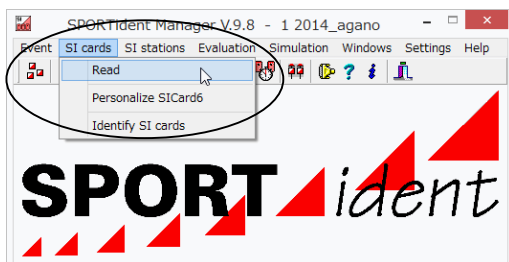 SPORTident Manager V.9.8 - 1 2014_agano
Event SI cards SI stations Evaluation Simulation Windows Settings Help
Read
Personalize SICard6
Identify SI cards
SPORTident